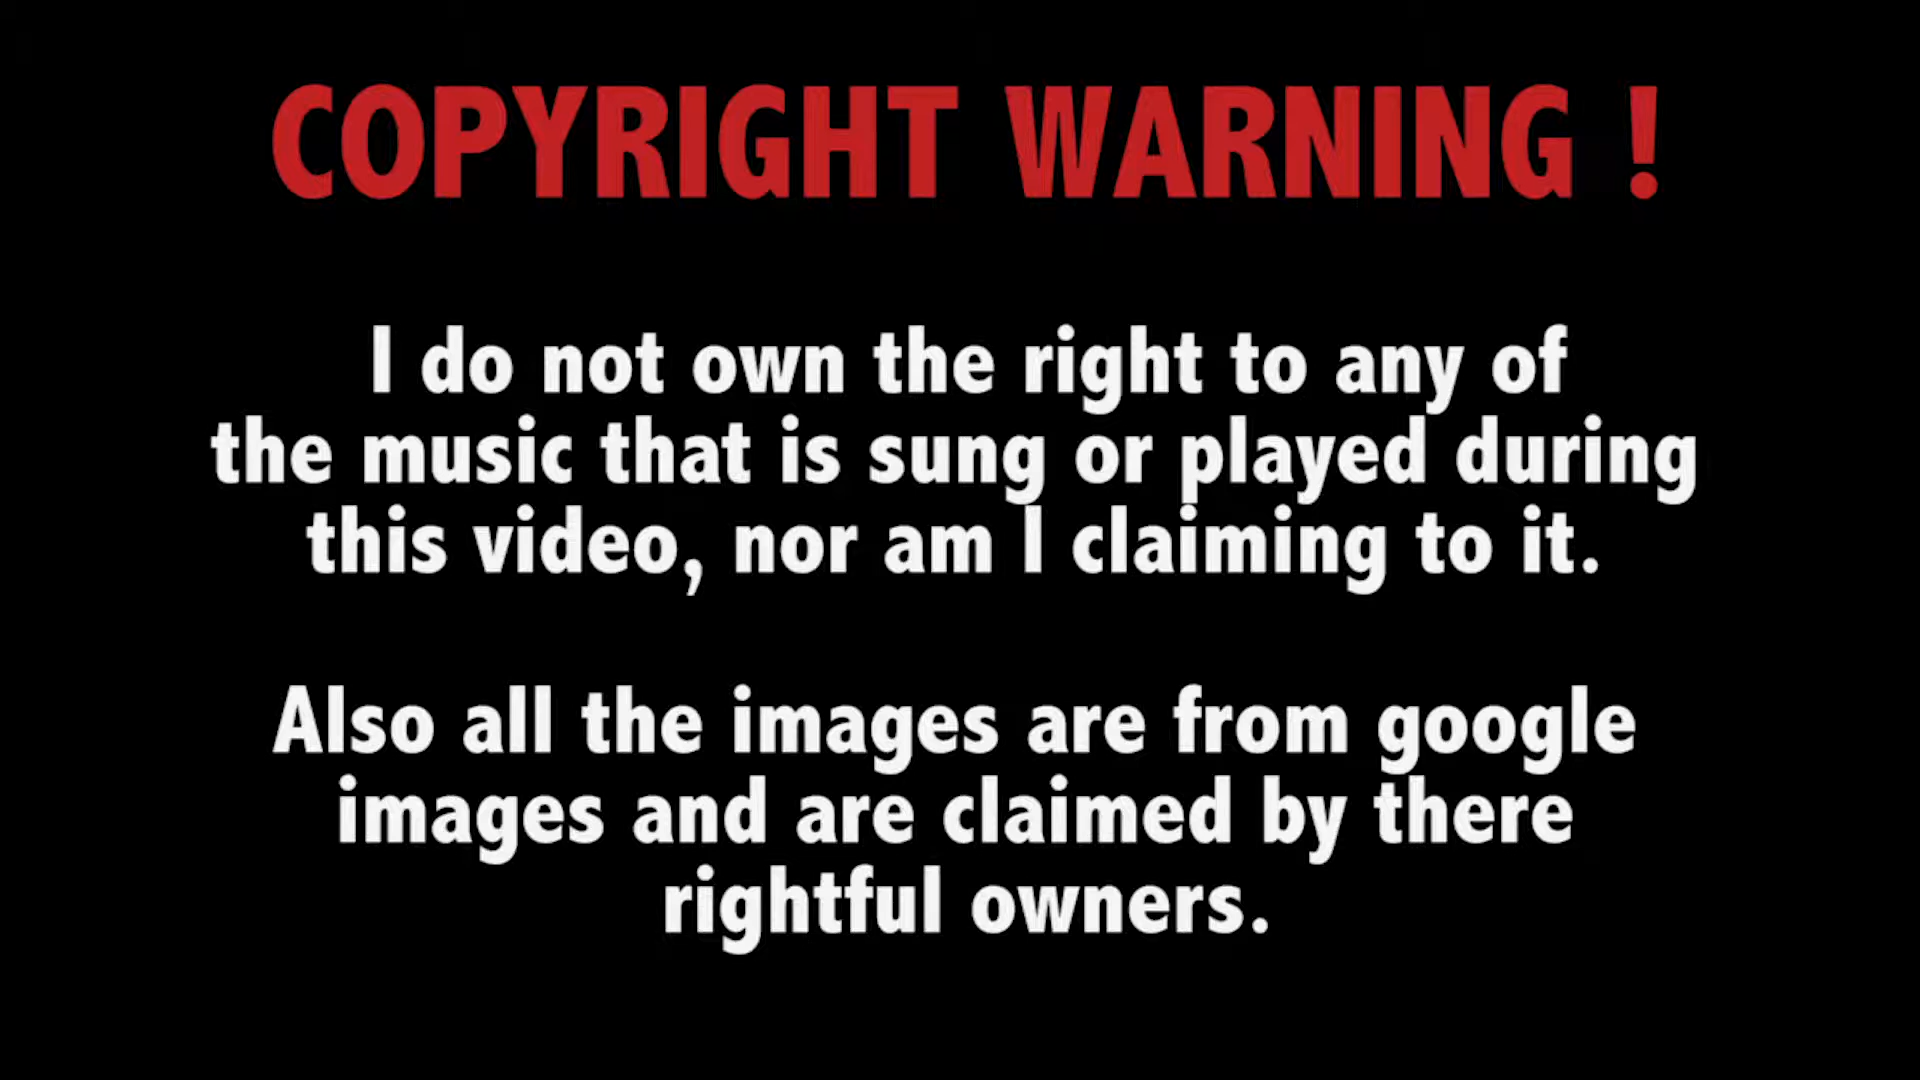 COPYRIGHT WARNING !
I do not own the right to any of
the music that is sung or played during
this video, nor am I claiming to it.
Also all the images are from google
images and are claimed by there
rightful owners.